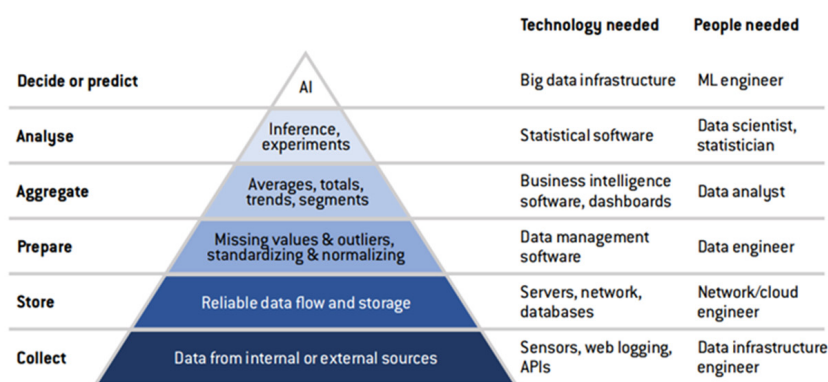 Technology needed People needed
Decide or predict AI Big data infrastructure ML engineer
Analyse Inference, experiments Statistical software Data scientist, statistician
Aggregate Averages, totals, trends, segments Business intelligence software, dashboards Data analyst
Prepare Missing values & outliers, standardizing & normalizing Data management software Data engineer
Store Reliable data flow and storage Servers, network, databases Network/cloud engineer
Collect Data from internal or external sources Sensors, web logging, APIs Data infrastructure engineer